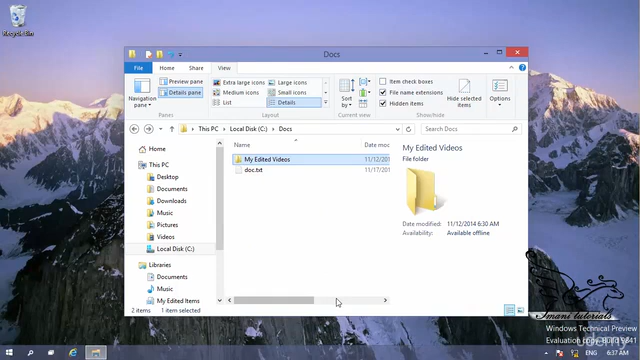 Recycle Bin
Docs
File
Home
Share
View
Navigation pane
Preview pane
Details pane
Panes
Extra large icons
Large icons
Medium icons
Small icons
List
Details
Layout
Sort by
Current view
Item check boxes
File name extensions
Hidden items
Hide selected items
Show/hide
Options
This PC
Local Disk (C:)
Docs
Search Docs
Home
This PC
Desktop
Documents
Downloads
Music
Pictures
Videos
Local Disk (C:)
Libraries
Documents
Music
My Edited Items
Name
Date moc
My Edited Videos
11/12/201
doc.txt
11/17/201
My Edited Videos
File folder
Date modified: 11/12/2014 6:30 AM
Availability: Available offline
2 items
1 item selected
Imani tutorials
Windows Technical Preview
Evaluation copy. Build 9841
ENG
6:37 AM